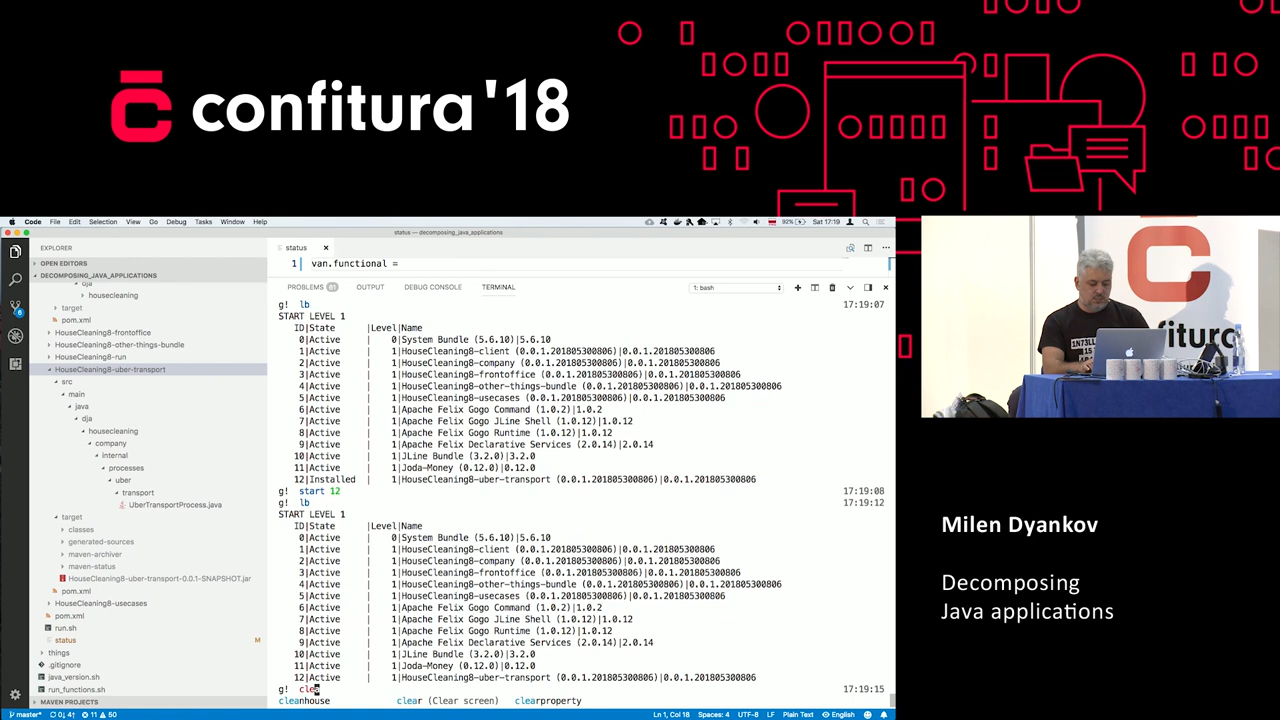 confitura '18
Code File Edit Selection View Go Debug Tasks Window Help
92% Sat 17:19
status — decomposing_java_applications
EXPLORER
status
OPEN EDITORS
1 van.functional =
DECOMPOSING_JAVA_APPLICATIONS
PROBLEMS 61 OUTPUT DEBUG CONSOLE TERMINAL 1: bash
dja
housecleaning
target
pom.xml
HouseCleaning8-frontoffice
HouseCleaning8-other-things-bundle
HouseCleaning8-run
HouseCleaning8-uber-transport
src
main
java
dja
housecleaning
company
internal
processes
uber
transport
UberTransportProcess.java
target
classes
generated-sources
maven-archiver
maven-status
HouseCleaning8-uber-transport-0.0.1-SNAPSHOT.jar
pom.xml
HouseCleaning8-usecases
pom.xml
run.sh
status M
things
.gitignore
java_version.sh
run_functions.sh
MAVEN PROJECTS
g! lb 17:19:07
START LEVEL 1
ID|State |Level|Name
0|Active | 0|System Bundle (5.6.10)|5.6.10
1|Active | 1|HouseCleaning8-client (0.0.1.201805300806)|0.0.1.201805300806
2|Active | 1|HouseCleaning8-company (0.0.1.201805300806)|0.0.1.201805300806
3|Active | 1|HouseCleaning8-frontoffice (0.0.1.201805300806)|0.0.1.201805300806
4|Active | 1|HouseCleaning8-other-things-bundle (0.0.1.201805300806)|0.0.1.201805300806
5|Active | 1|HouseCleaning8-usecases (0.0.1.201805300806)|0.0.1.201805300806
6|Active | 1|Apache Felix Gogo Command (1.0.2)|1.0.2
7|Active | 1|Apache Felix Gogo JLine Shell (1.0.12)|1.0.12
8|Active | 1|Apache Felix Gogo Runtime (1.0.12)|1.0.12
9|Active | 1|Apache Felix Declarative Services (2.0.14)|2.0.14
10|Active | 1|JLine Bundle (3.2.0)|3.2.0
11|Active | 1|Joda-Money (0.12.0)|0.12.0
12|Installed | 1|HouseCleaning8-uber-transport (0.0.1.201805300806)|0.0.1.201805300806
g! start 12 17:19:08
g! lb 17:19:12
START LEVEL 1
ID|State |Level|Name
0|Active | 0|System Bundle (5.6.10)|5.6.10
1|Active | 1|HouseCleaning8-client (0.0.1.201805300806)|0.0.1.201805300806
2|Active | 1|HouseCleaning8-company (0.0.1.201805300806)|0.0.1.201805300806
3|Active | 1|HouseCleaning8-frontoffice (0.0.1.201805300806)|0.0.1.201805300806
4|Active | 1|HouseCleaning8-other-things-bundle (0.0.1.201805300806)|0.0.1.201805300806
5|Active | 1|HouseCleaning8-usecases (0.0.1.201805300806)|0.0.1.201805300806
6|Active | 1|Apache Felix Gogo Command (1.0.2)|1.0.2
7|Active | 1|Apache Felix Gogo JLine Shell (1.0.12)|1.0.12
8|Active | 1|Apache Felix Gogo Runtime (1.0.12)|1.0.12
9|Active | 1|Apache Felix Declarative Services (2.0.14)|2.0.14
10|Active | 1|JLine Bundle (3.2.0)|3.2.0
11|Active | 1|Joda-Money (0.12.0)|0.12.0
12|Active | 1|HouseCleaning8-uber-transport (0.0.1.201805300806)|0.0.1.201805300806
g! clea 17:19:15
cleanhouse clear (Clear screen) clearproperty
master* 0↓ 4↑ 11 50 Ln 1, Col 18 Spaces: 4 UTF-8 LF Plain Text English
Milen Dyankov
Decomposing
Java applications